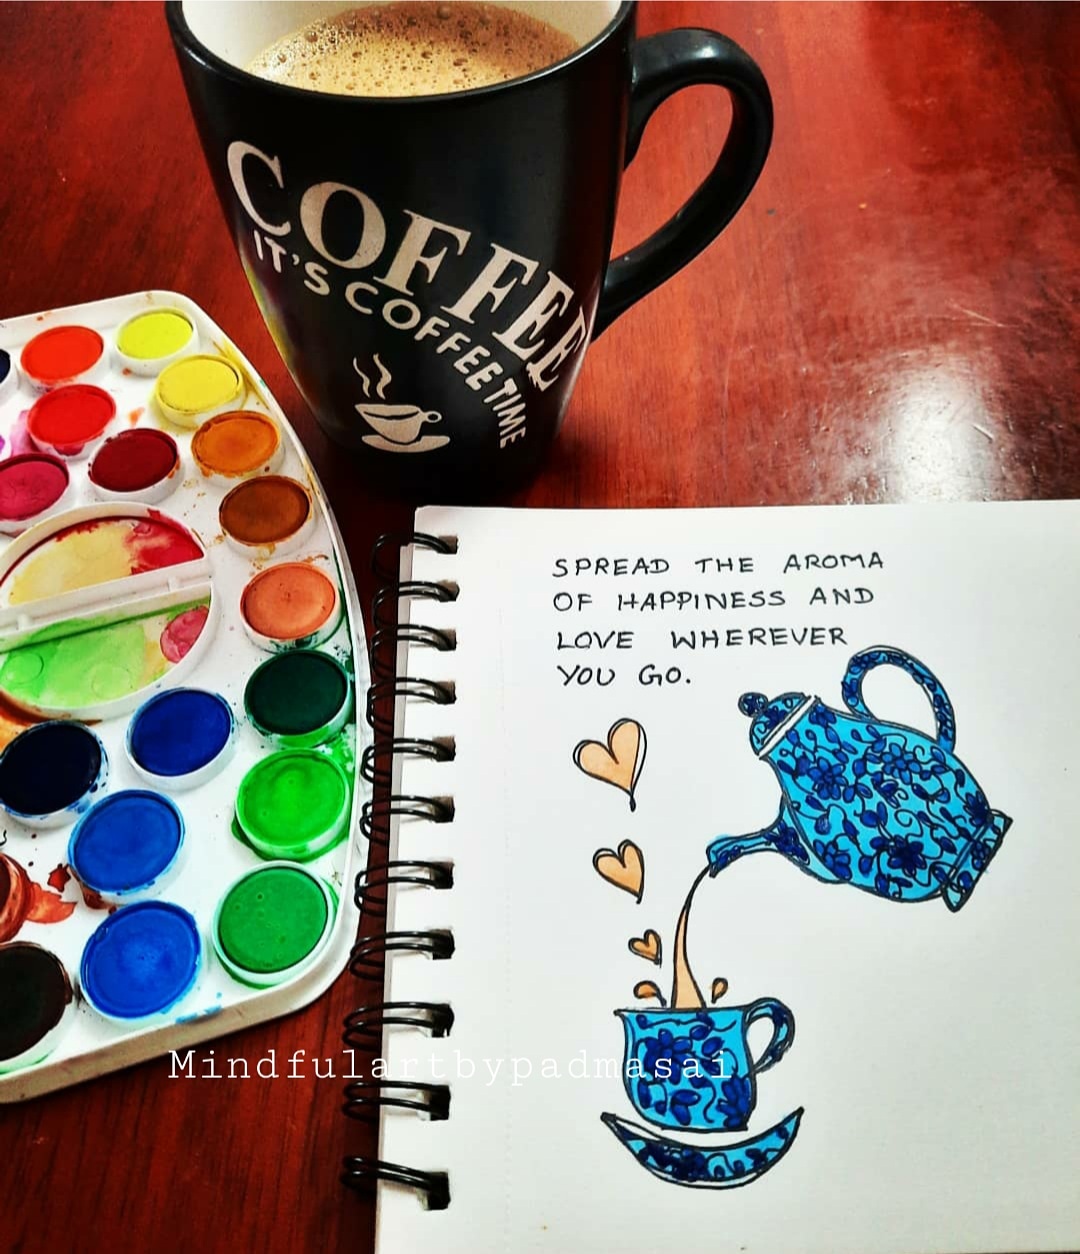 COFFEE
IT'S COFFEE TIME
SPREAD THE AROMA
OF HAPPINESS AND
LOVE WHEREVER
YOU GO.
Mindfulartbypadmasai